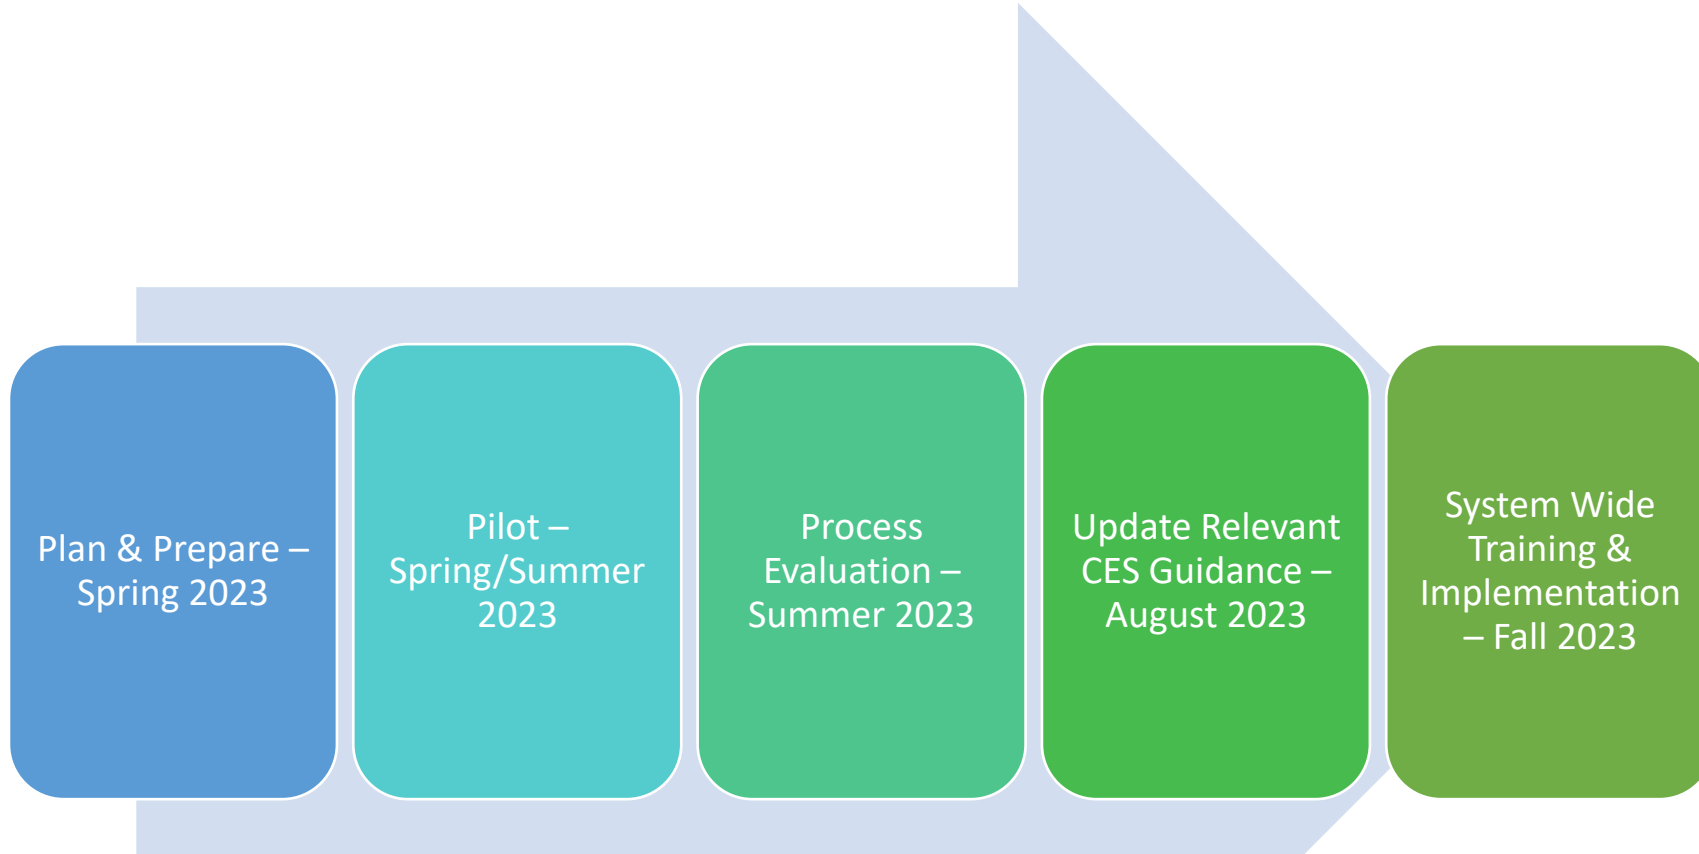 Plan & Prepare –
Spring 2023
Pilot –
Spring/Summer
2023
Process
Evaluation –
Summer 2023
Update Relevant
CES Guidance –
August 2023
System Wide
Training &
Implementation
– Fall 2023